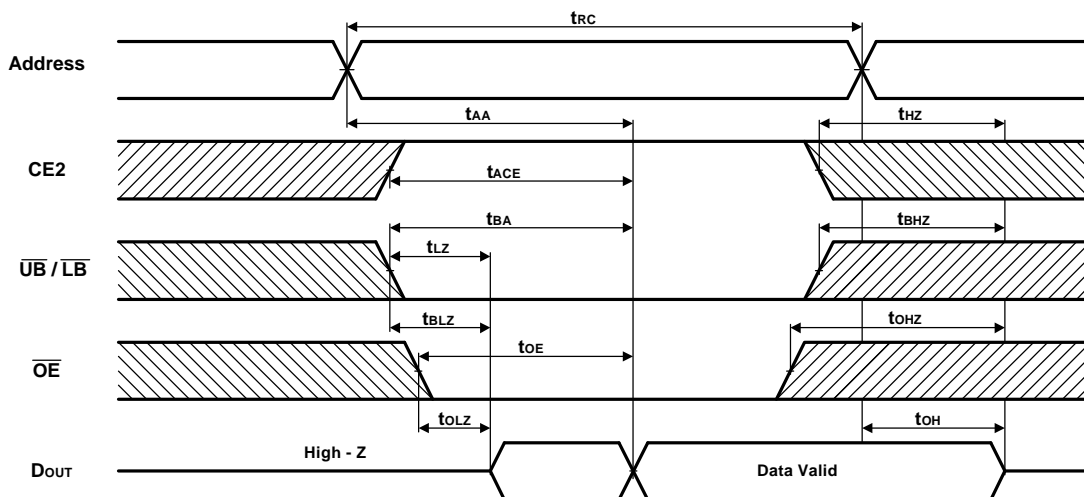 tRC
Address
tAA
tHZ
CE2
tACE
tBA
tBHZ
tLZ
UB / LB
tBLZ
tOHZ
tOE
OE
tOLZ
tOH
High - Z
DOUT
Data Valid